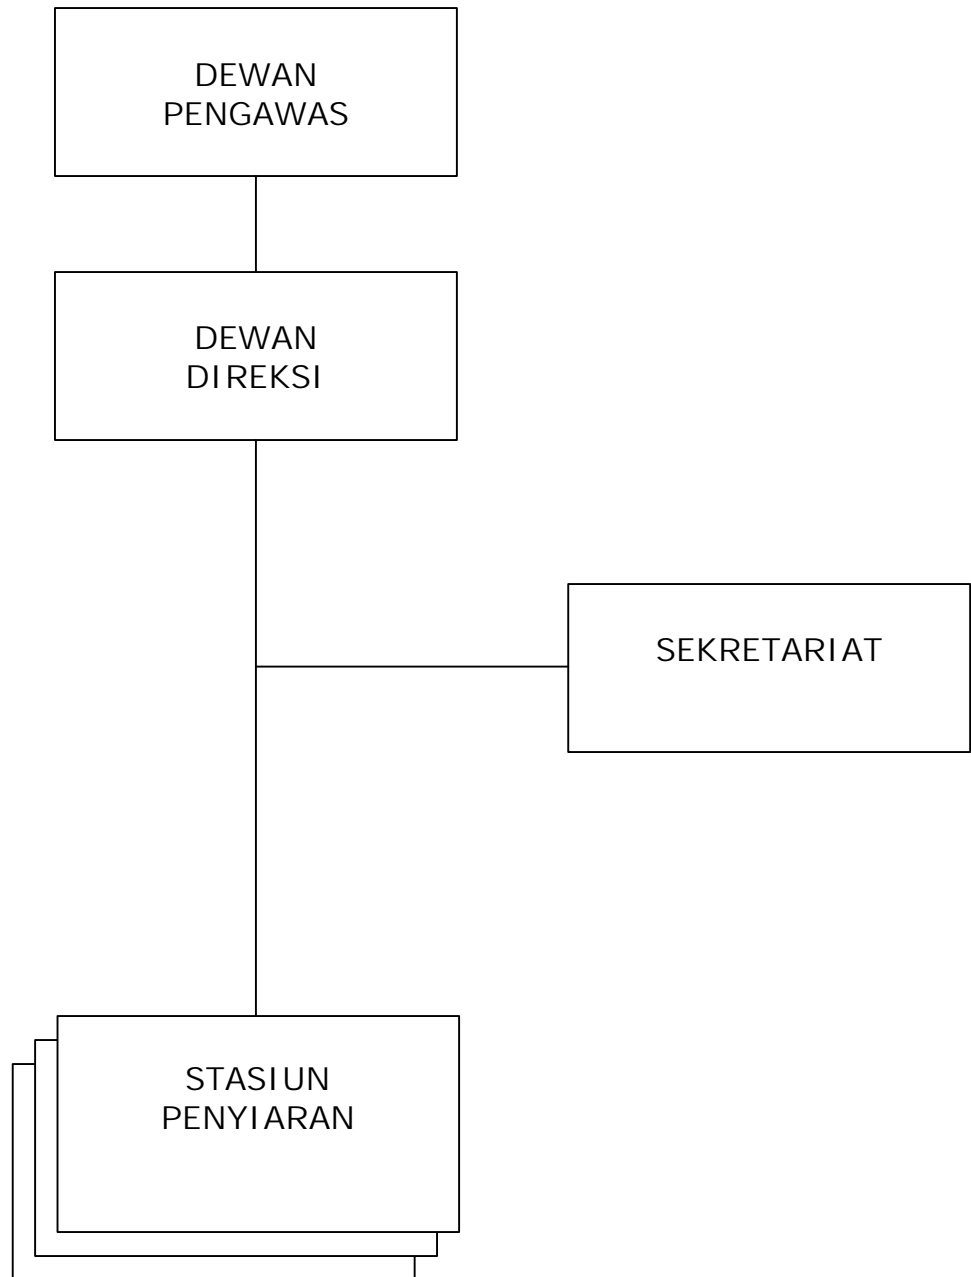 DEWAN
PENGAWAS
DEWAN
DIREKSI
SEKRETARIAT
STASIUN
PENYIARAN